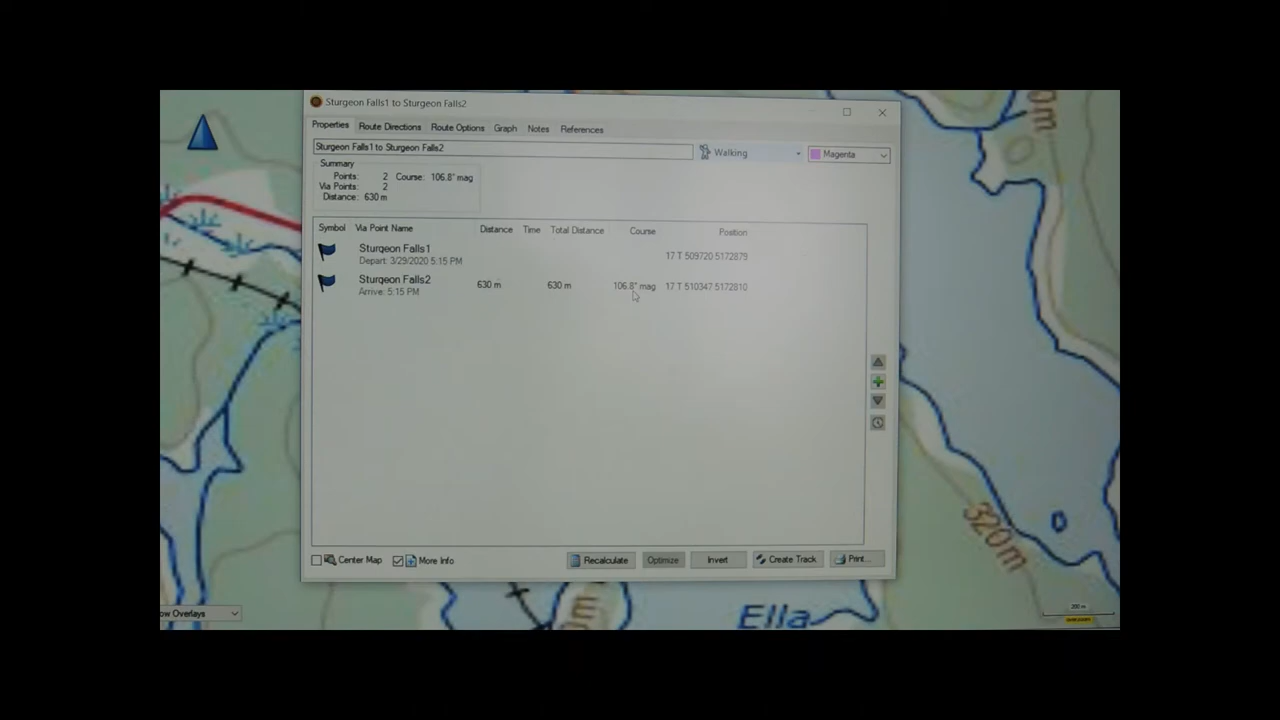 Sturgeon Falls1 to Sturgeon Falls2
Properties Route Directions Route Options Graph Notes References
Sturgeon Falls1 to Sturgeon Falls2 Walking Magenta
Summary
Points: 2 Course: 106.8° mag
Via Points: 2
Distance: 630 m
Symbol Via Point Name Distance Time Total Distance Course Position
Sturgeon Falls1 17 T 509720 5172879
Depart: 3/29/2020 5:15 PM
Sturgeon Falls2 630 m 630 m 106.8° mag 17 T 510347 5172810
Arrive: 5:15 PM
Center Map More Info Recalculate Optimize Invert Create Track Print...
0m
320m
m
Ella
ow Overlays
200 m